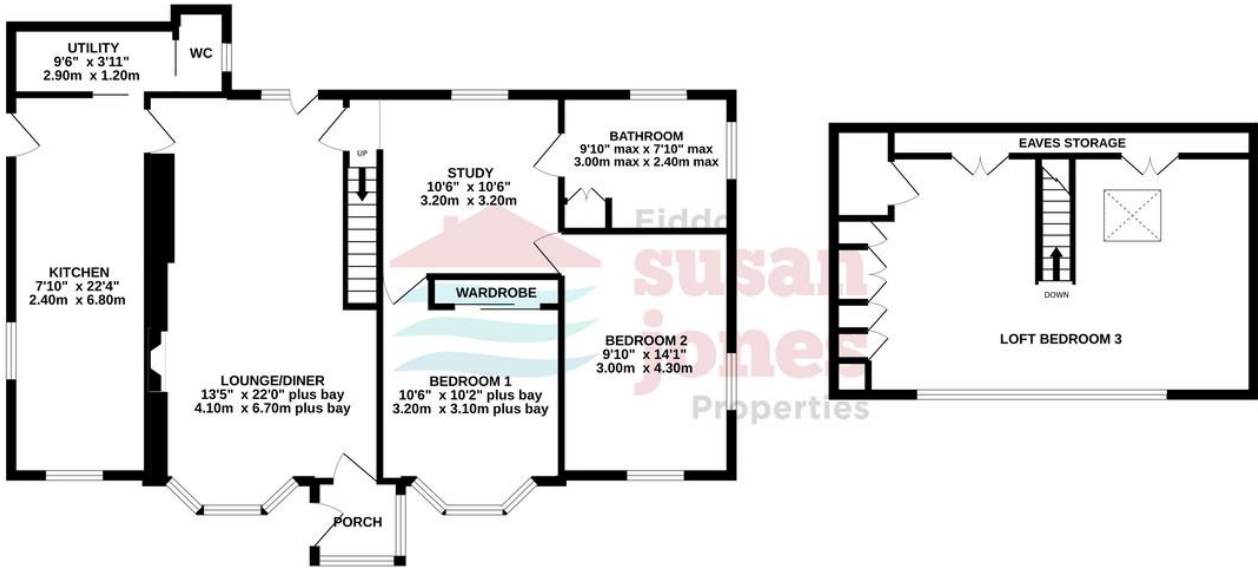 UTILITY
9'6" x 3'11"
2.90m x 1.20m
WC
BATHROOM
9'10" max x 7'10" max
3.00m max x 2.40m max
UP
STUDY
10'6" x 10'6"
3.20m x 3.20m
KITCHEN
7'10" x 22'4"
2.40m x 6.80m
WARDROBE
LOUNGE/DINER
13'5" x 22'0" plus bay
4.10m x 6.70m plus bay
BEDROOM 1
10'6" x 10'2" plus bay
3.20m x 3.10m plus bay
BEDROOM 2
9'10" x 14'1"
3.00m x 4.30m
PORCH
susan
jones
Properties
EAVES STORAGE
DOWN
LOFT BEDROOM 3